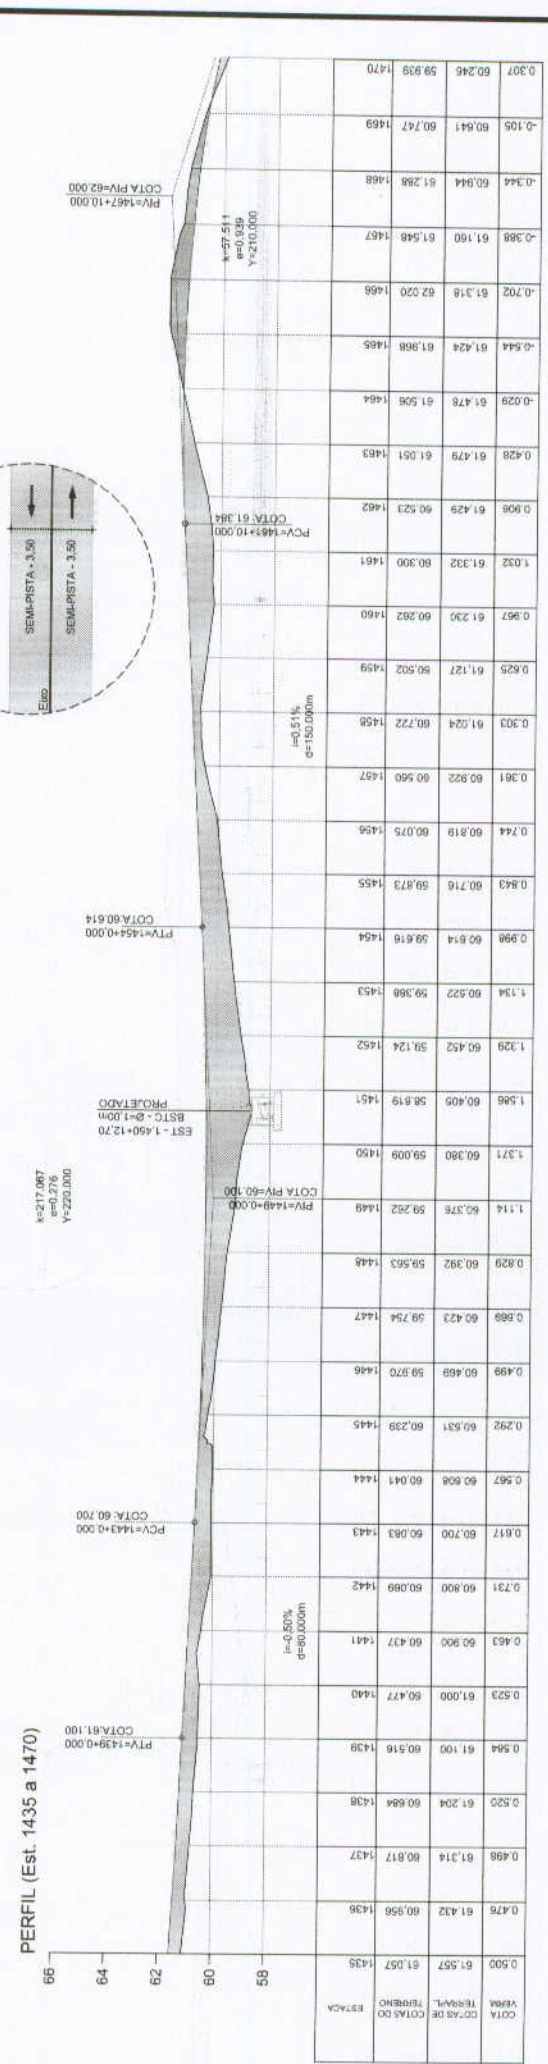 PERFIL (Est. 1435 a 1470)
66
64
62
60
58
PTV=1439+0.000
COTA:61.100
i=-0,50%
d=80.000m
PCV=1443+0.000
COTA: 60.700
k=217.067
e=0.276
Y=220.000
PIV=1449+0.000
COTA PIV=60.100
EST - 1.450+12,70
BSTC - Ø=1,00m
PROJETADO
PTV=1454+0.000
COTA:60.614
i=0,51%
d=150.000m
Eixo
SEMI-PISTA - 3,50
SEMI-PISTA - 3,50
PCV=1461+10.000
COTA: 61.384
k=57.511
e=0.939
Y=210.000
PIV=1467+10.000
COTA PIV=62.000
ESTACA 1435 1436 1437 1438 1439 1440 1441 1442 1443 1444 1445 1446 1447 1448 1449 1450 1451 1452 1453 1454 1455 1456 1457 1458 1459 1460 1461 1462 1463 1464 1465 1466 1467 1468 1469 1470
COTAS DO TERRENO 61.057 60,956 60,817 60,684 60,516 60,477 60,437 60,069 60,083 60,041 60,239 59,970 59,754 59,563 59,262 59,009 58,819 59,124 59,388 59,616 59,873 60,075 60,560 60,722 60,502 60,262 60,300 60,523 61,051 61,506 61,968 62,020 61,548 61,288 60,747 59,939
COTAS DE TERRAPL. 61,557 61,432 61,314 61,204 61,100 61,000 60,900 60,800 60,700 60,608 60,531 60,469 60,423 60,392 60,376 60,380 60,405 60,452 60,522 60,614 60,716 60,819 60,922 61,024 61,127 61,230 61,332 61,429 61,479 61,478 61,424 61,318 61,160 60,944 60,641 60,246
COTA VERM 0.500 0.476 0.498 0.520 0.584 0.523 0.463 0.731 0.617 0.567 0.292 0.499 0.669 0.829 1.114 1.371 1.586 1.329 1.134 0.998 0.843 0.744 0.361 0.303 0.625 0.967 1.032 0.906 0.428 -0.029 -0.544 -0.702 -0.388 -0.344 -0.105 0.307